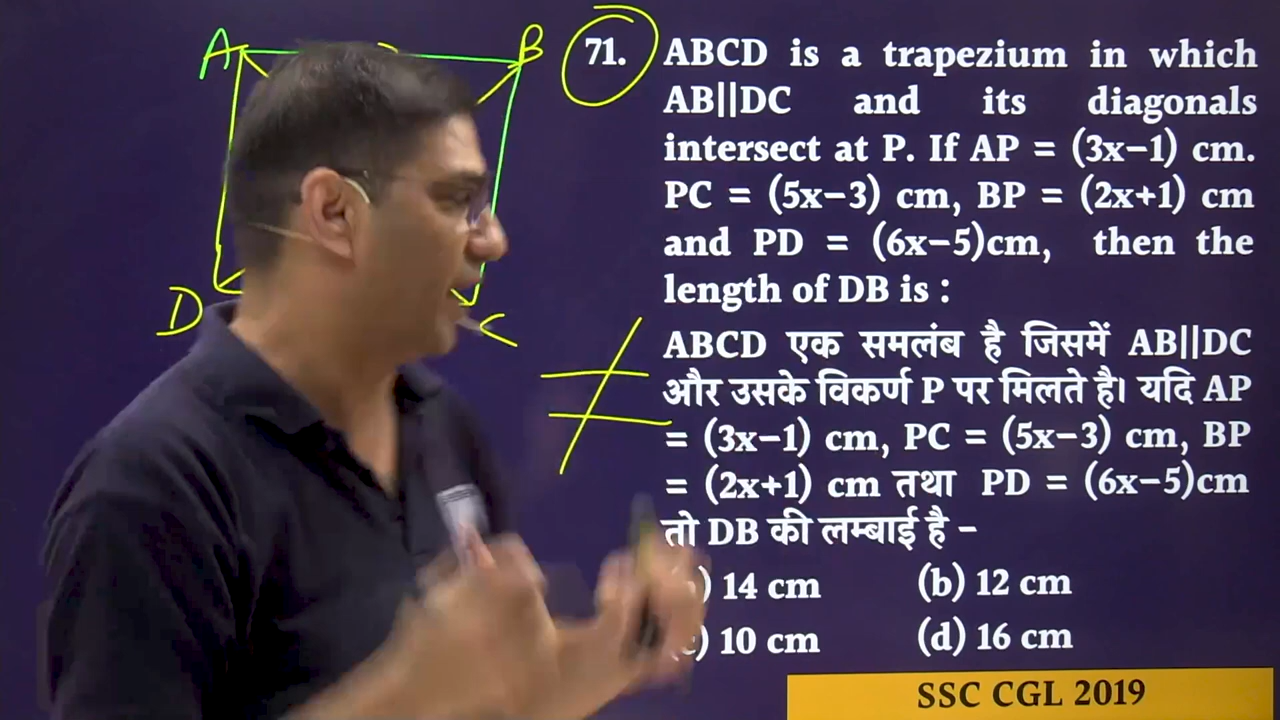 A
B
D
C
71.
ABCD is a trapezium in which
AB||DC and its diagonals
intersect at P. If AP = (3x−1) cm.
PC = (5x−3) cm, BP = (2x+1) cm
and PD = (6x−5)cm, then the
length of DB is :
ABCD एक समलंब है जिसमें AB||DC
और उसके विकर्ण P पर मिलते है। यदि AP
= (3x−1) cm, PC = (5x−3) cm, BP
= (2x+1) cm तथा PD = (6x−5)cm
तो DB की लम्बाई है −
) 14 cm (b) 12 cm
) 10 cm (d) 16 cm
SSC CGL 2019